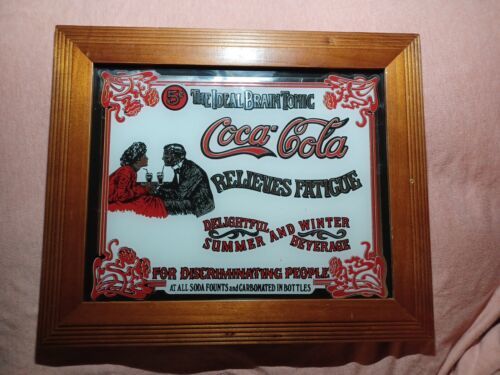 5¢ THE IDEAL BRAIN TONIC
Coca-Cola
RELIEVES FATIGUE
DELIGHTFUL
SUMMER AND WINTER
BEVERAGE
FOR DISCRIMINATING PEOPLE
AT ALL SODA FOUNTS and CARBONATED IN BOTTLES